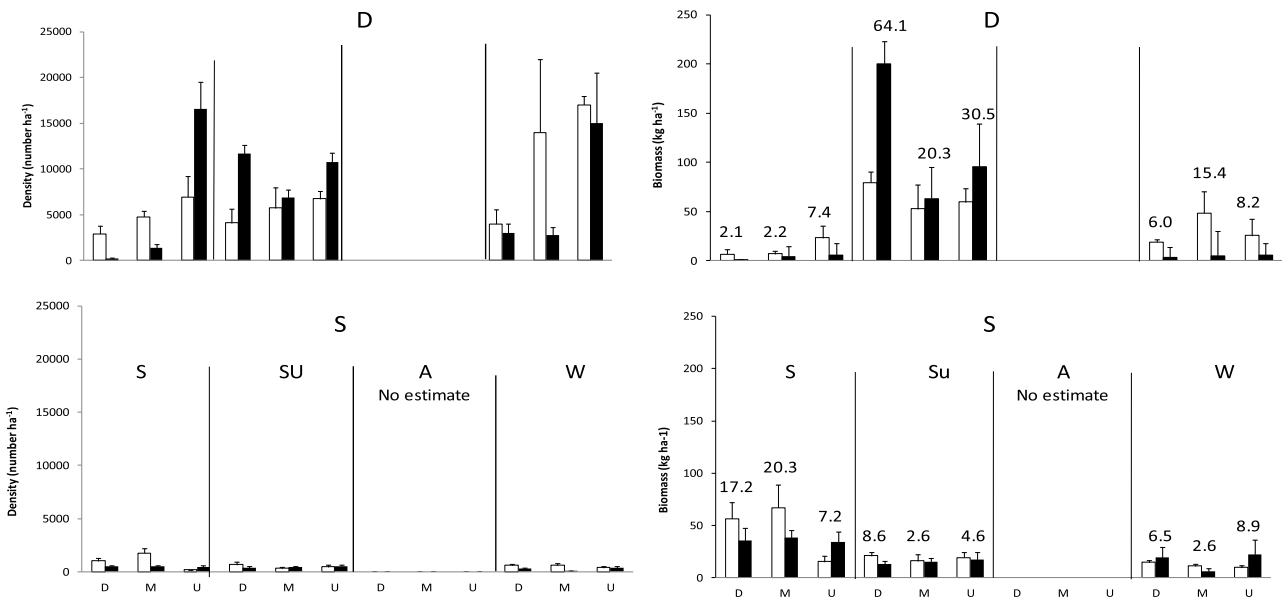 D
Density (number ha⁻¹)
25000
20000
15000
10000
5000
0
D
Biomass (kg ha⁻¹)
250
200
150
100
50
0
2.1 2.2 7.4 64.1 20.3 30.5 6.0 15.4 8.2
S
Density (number ha⁻¹)
25000
20000
15000
10000
5000
0
S SU A W
No estimate
D M U D M U D M U D M U
S
Biomass (kg ha-1)
250
200
150
100
50
0
S Su A W
No estimate
17.2 20.3 7.2 8.6 2.6 4.6 6.5 2.6 8.9
D M U D M U D M U D M U